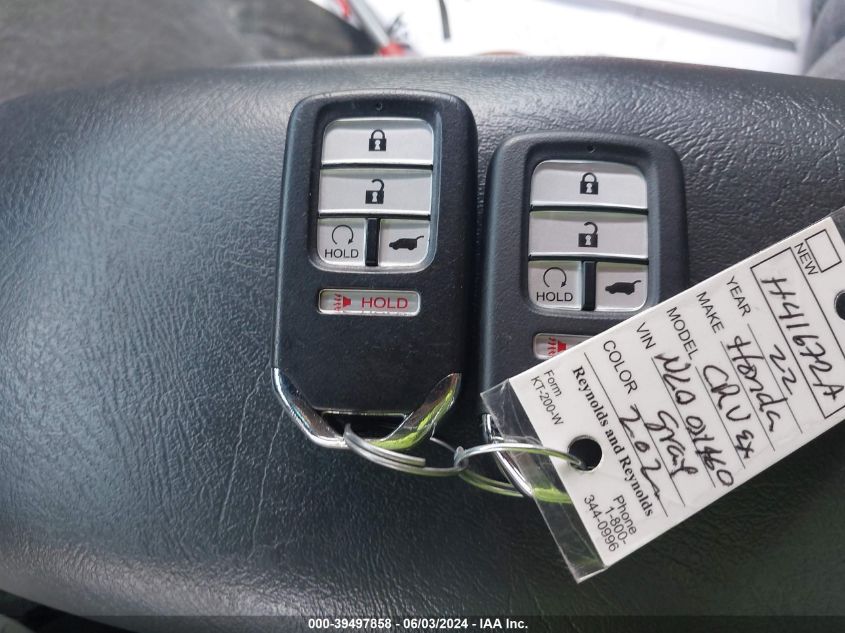 HOLD
HOLD
HOLD
NEW
H41672A
YEAR 22
MAKE Honda
MODEL CRV EX
VIN
COLOR Gray
2022
Reynolds and Reynolds
Form
KT-200-W
Phone
1-800-
344-0996
000-39497858 - 06/03/2024 - IAA Inc.